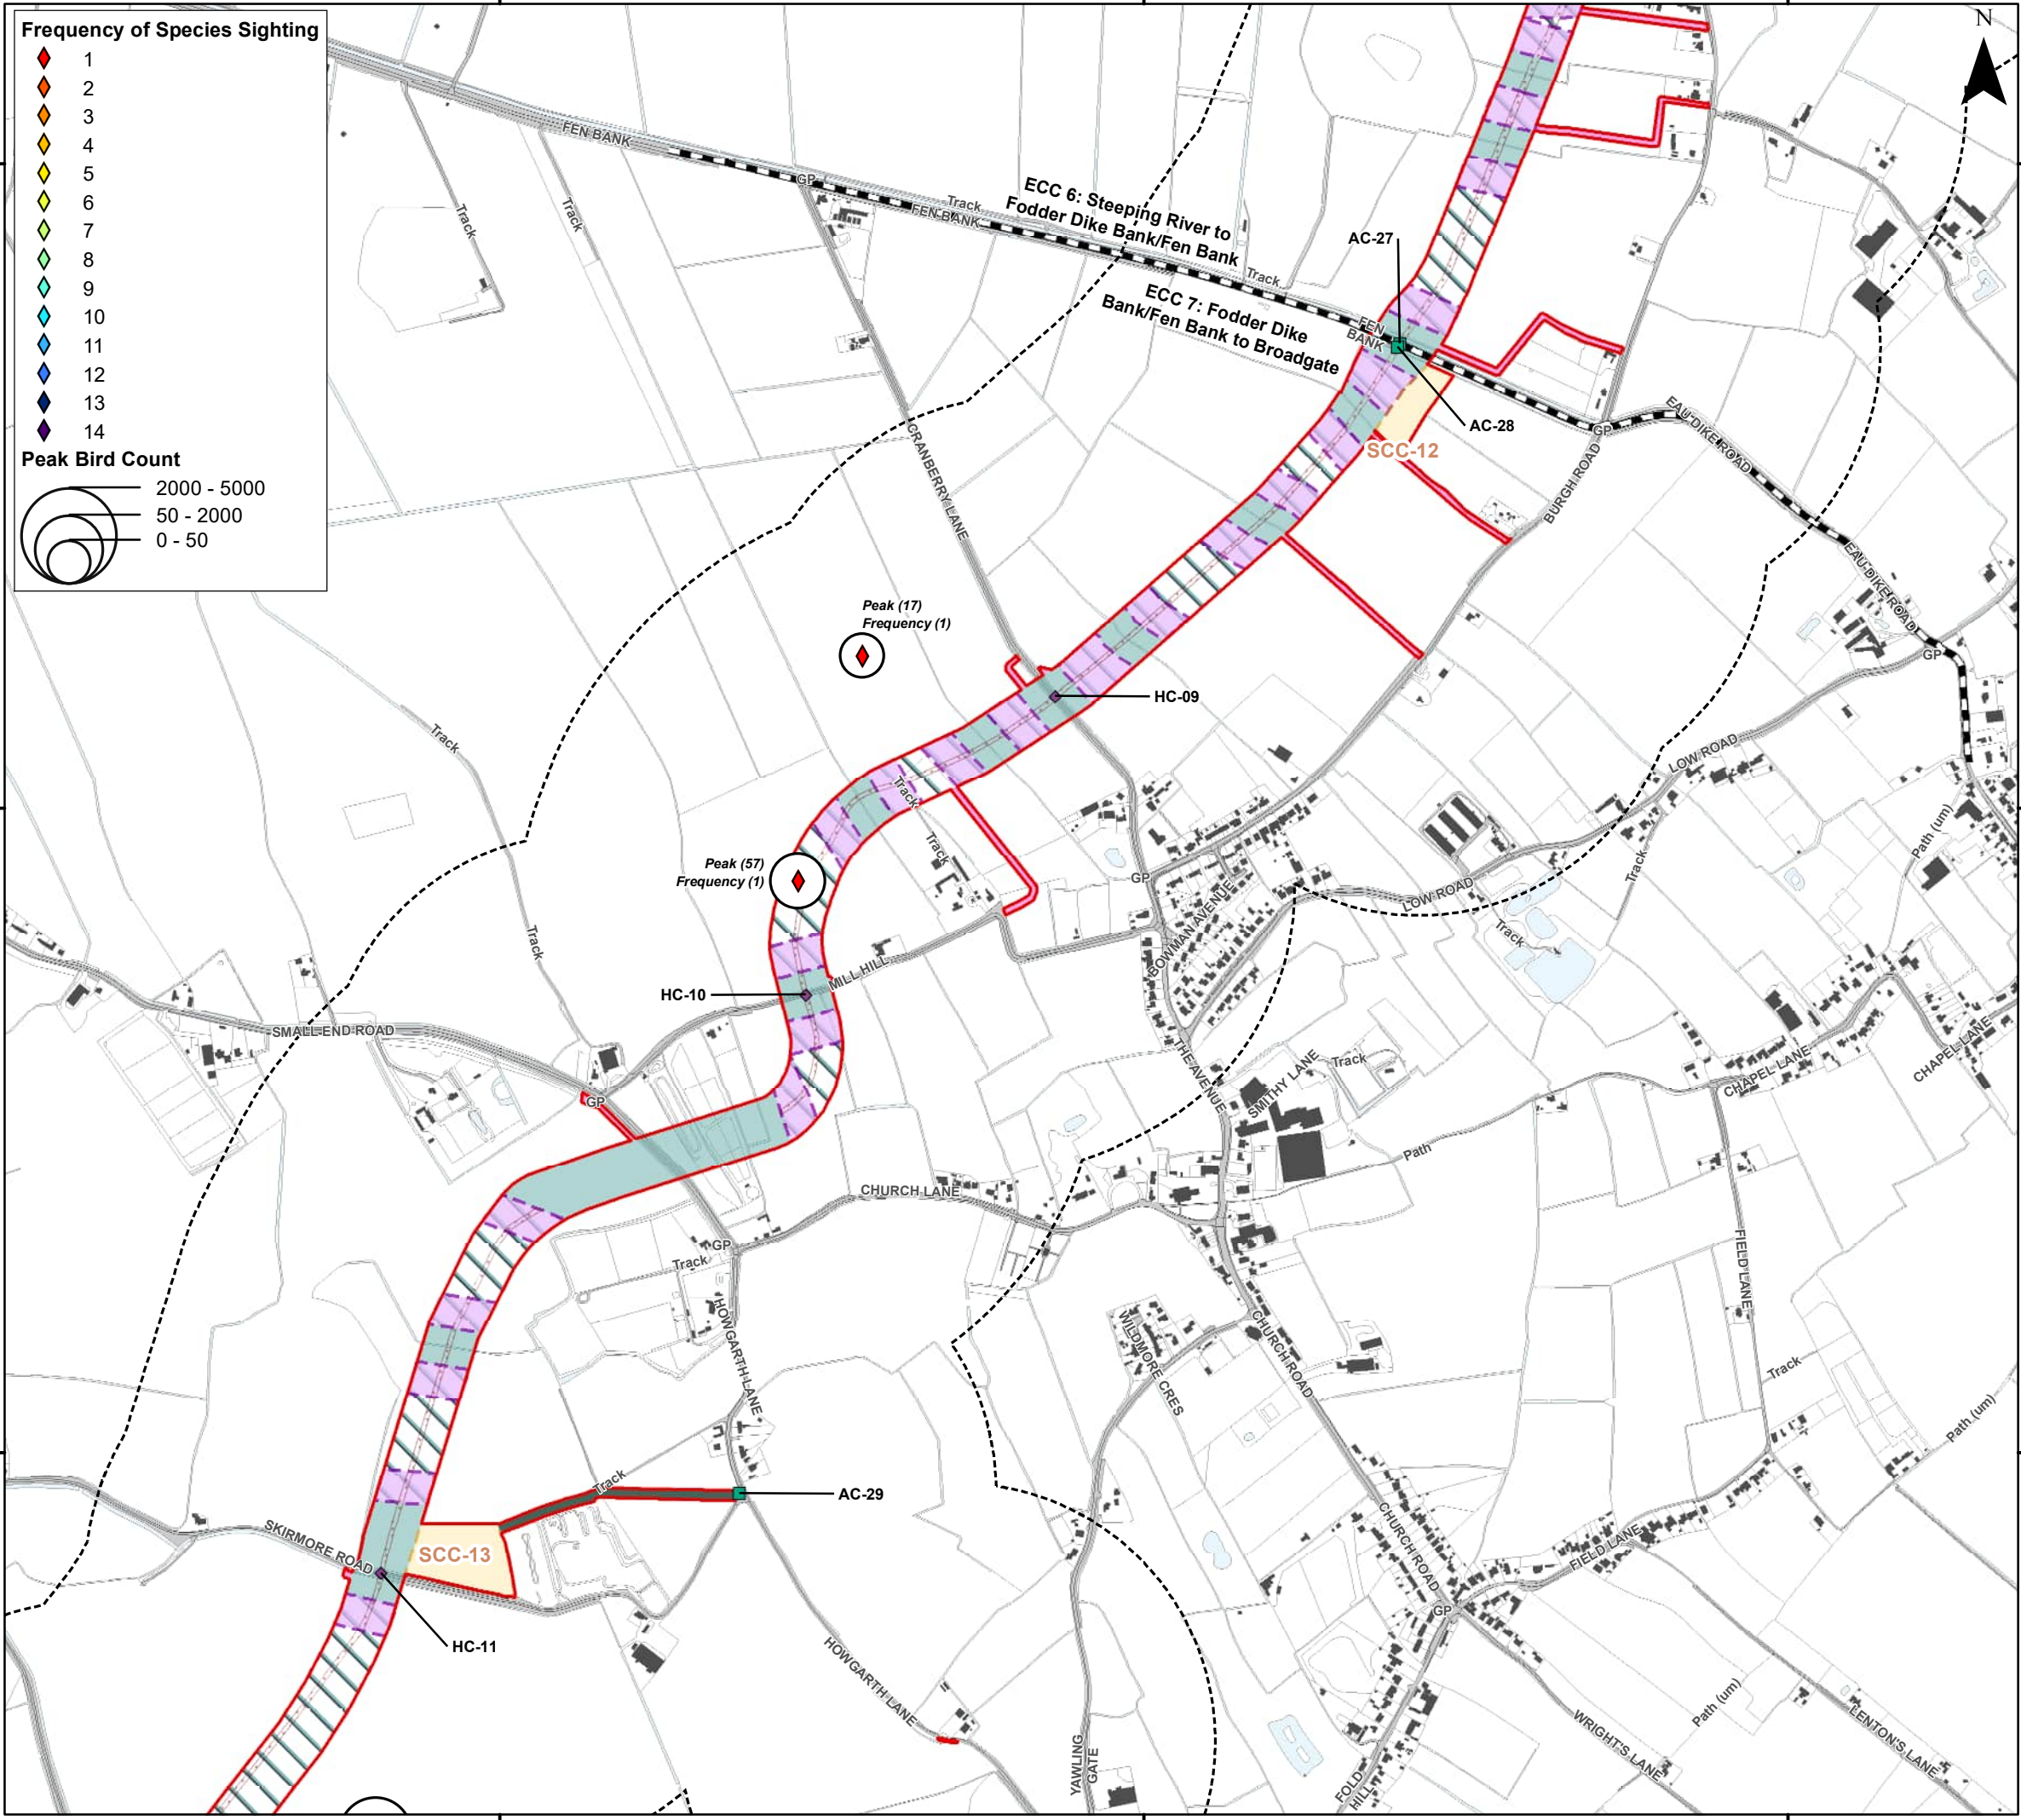 Frequency of Species Sighting
1
2
3
4
5
6
7
8
9
10
11
12
13
14
Peak Bird Count
2000 - 5000
50 - 2000
0 - 50
N
FEN BANK
GP
Track
Track
Track
FEN BANK
ECC 6: Steeping River to
Fodder Dike Bank/Fen Bank
Track
AC-27
ECC 7: Fodder Dike
Bank/Fen Bank to Broadgate
FEN
BANK
AC-28
SCC-12
GP
EAU DIKE ROAD
BURGH ROAD
CRANBERRY LANE
EAU DIKE ROAD
GP
Peak (17)
Frequency (1)
HC-09
LOW ROAD
Track
Track
Track
Path (um)
Track
Peak (57)
Frequency (1)
GP
BOWMAN AVENUE
LOW ROAD
Track
Track
HC-10
MILL HILL
SMALL END ROAD
THE AVENUE
SMITHY LANE
Track
CHAPEL LANE
CHAPEL LANE
GP
Path
CHURCH LANE
GP
Track
FIELD LANE
HOWGARTH LANE
WILDMORE CRES
CHURCH ROAD
Track
Path (um)
Track
AC-29
SKIRMORE ROAD
SCC-13
CHURCH ROAD
FIELD LANE
GP
HC-11
HOWGARTH LANE
YAWLING
GATE
FOLD
HILL
WRIGHT'S LANE
Path (um)
LENTON'S LANE